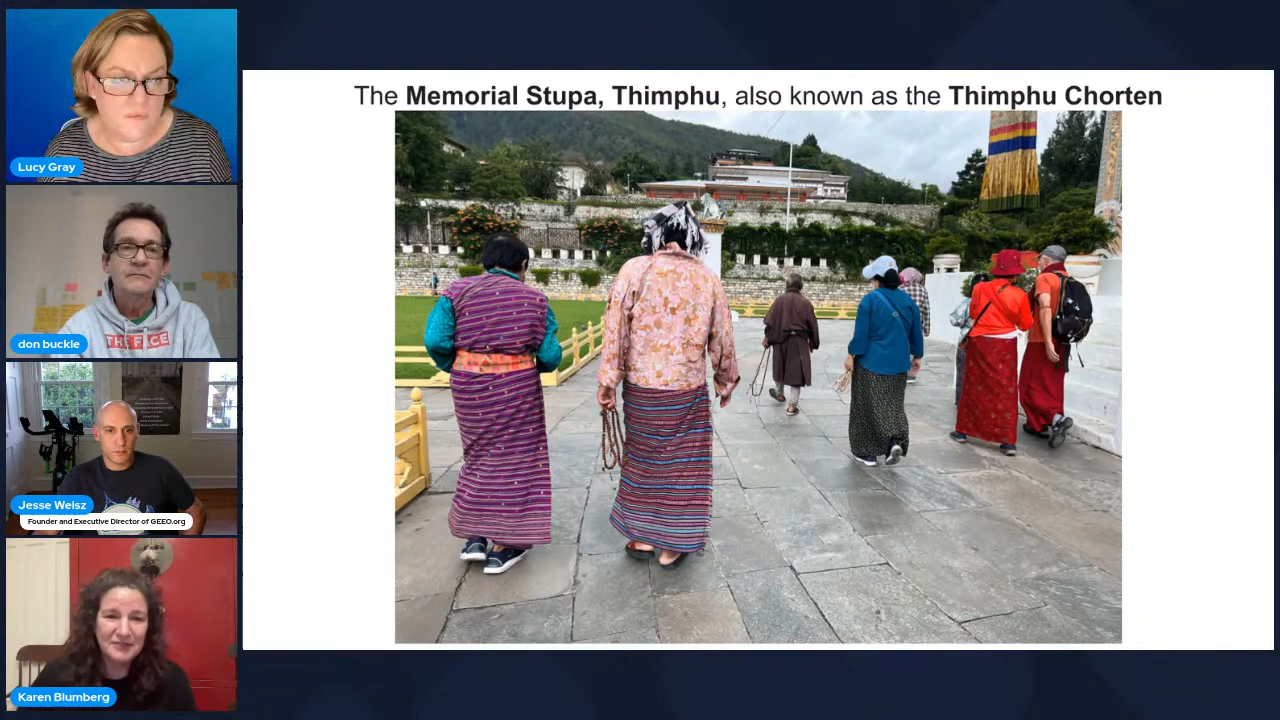 The Memorial Stupa, Thimphu, also known as the Thimphu Chorten
Lucy Gray
don buckle
Jesse Weisz
Founder and Executive Director of GEEO.org
Karen Blumberg